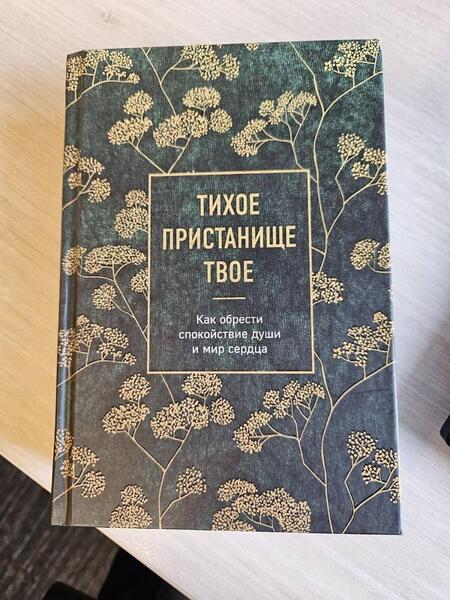 ТИХОЕ
ПРИСТАНИЩЕ
ТВОЕ
Как обрести
спокойствие души
и мир сердца